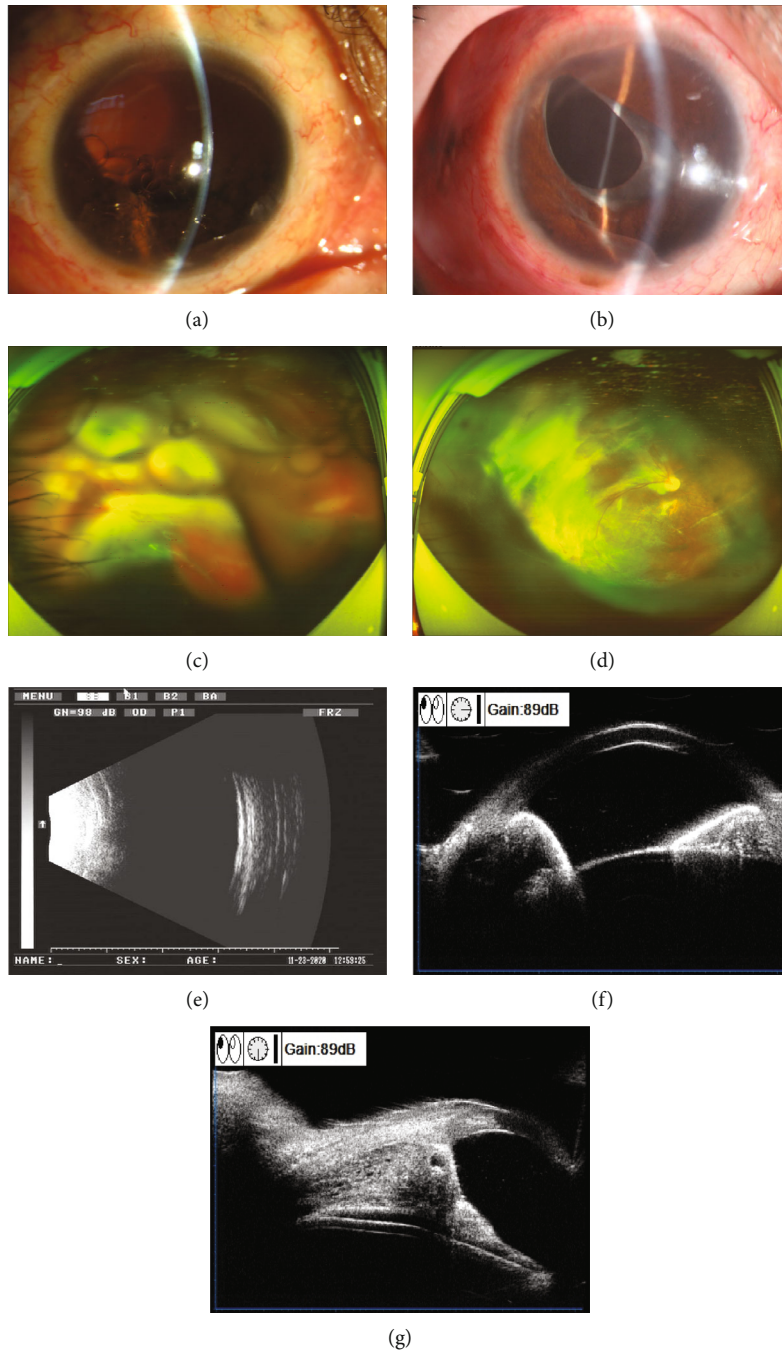 (a)
(b)
(c)
(d)
MENU B1 B2 BA
GN=98 dB OD P1 FRZ
NAME:_ SEX: AGE: 11-23-2020 12:59:25
(e)
Gain:89dB
(f)
Gain:89dB
(g)